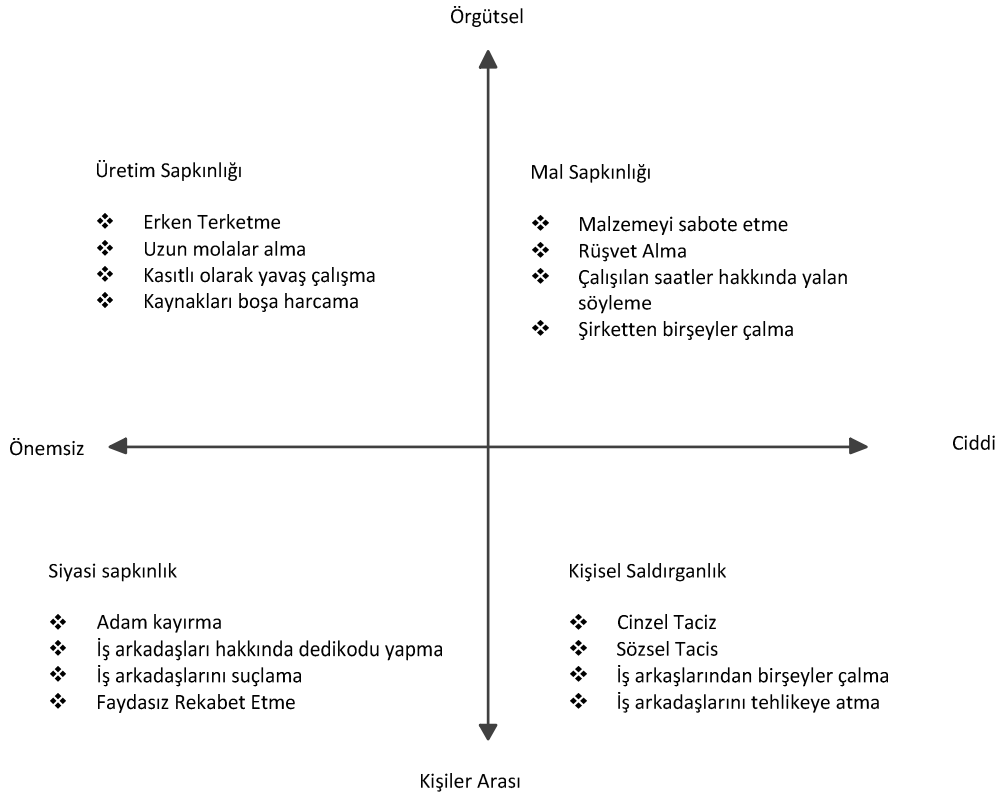 Örgütsel
Üretim Sapkınlığı
❖ Erken Terketme
❖ Uzun molalar alma
❖ Kasıtlı olarak yavaş çalışma
❖ Kaynakları boşa harcama
Mal Sapkınlığı
❖ Malzemeyi sabote etme
❖ Rüşvet Alma
❖ Çalışılan saatler hakkında yalan
söyleme
❖ Şirketten birşeyler çalma
Önemsiz
Ciddi
Siyasi sapkınlık
❖ Adam kayırma
❖ İş arkadaşları hakkında dedikodu yapma
❖ İş arkadaşlarını suçlama
❖ Faydasız Rekabet Etme
Kişisel Saldırganlık
❖ Cinzel Taciz
❖ Sözsel Tacis
❖ İş arkaşlarından birşeyler çalma
❖ İş arkadaşlarını tehlikeye atma
Kişiler Arası